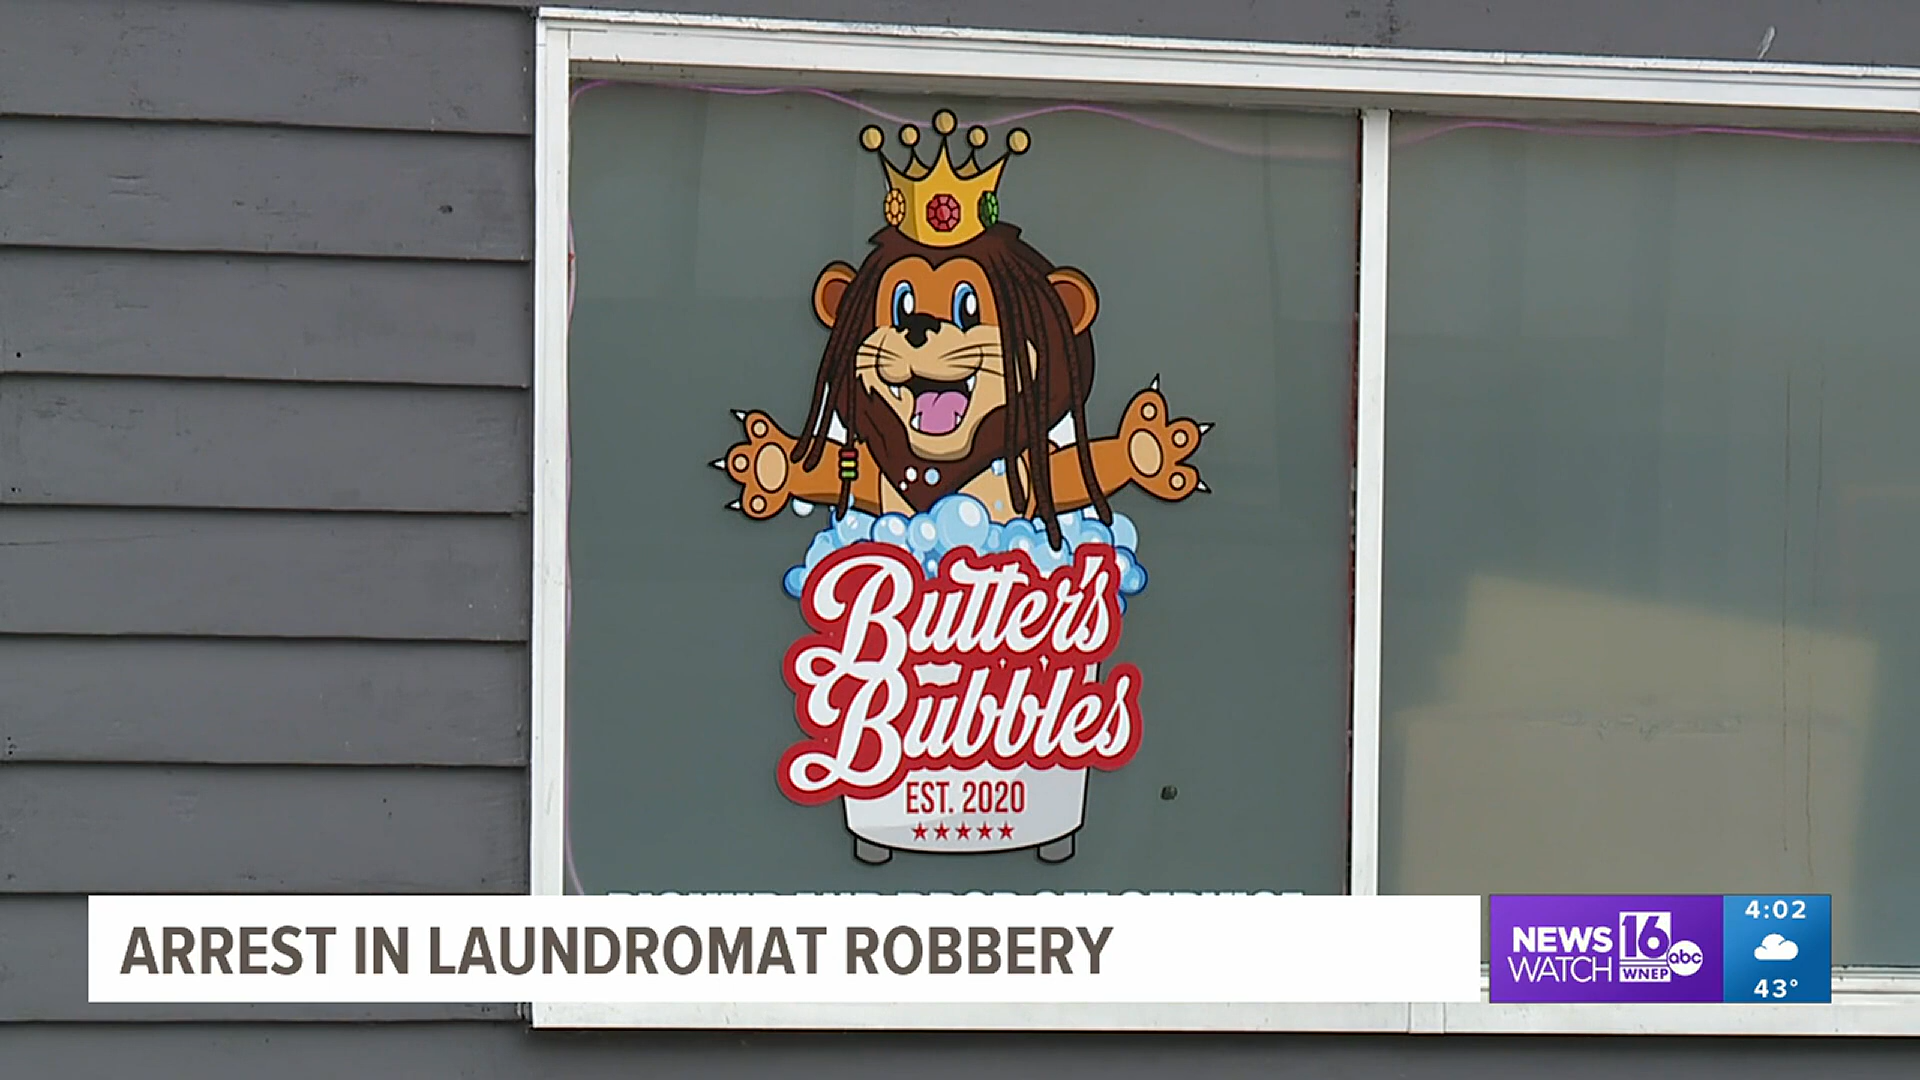 Butter's
Bubbles
EST. 2020
ARREST IN LAUNDROMAT ROBBERY
NEWS 16
WATCH WNEP abc
4:02
43°